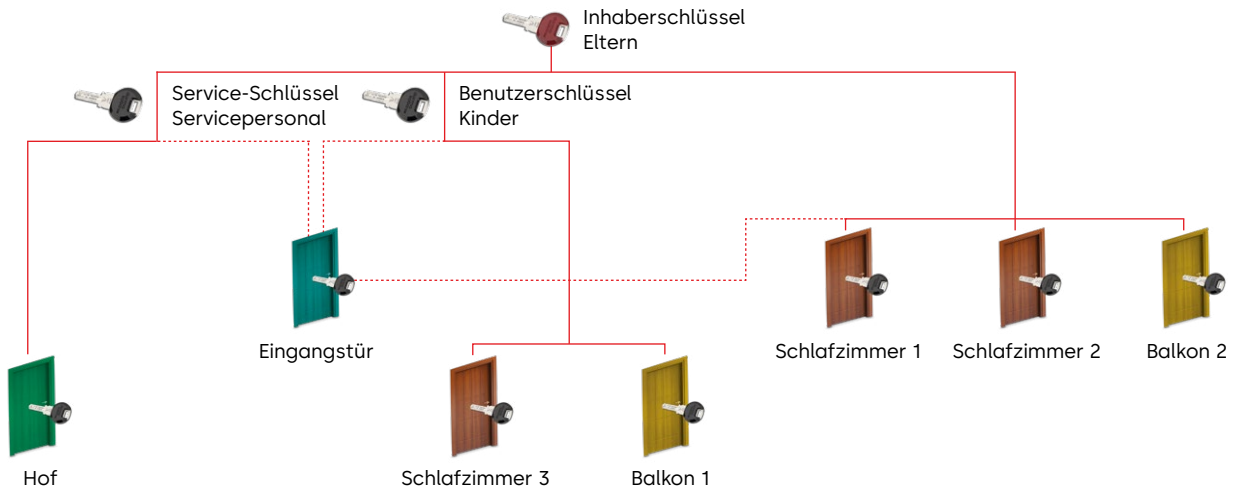 Inhaberschlüssel
Eltern
Service-Schlüssel
Servicepersonal
Benutzerschlüssel
Kinder
Eingangstür
Schlafzimmer 1
Schlafzimmer 2
Balkon 2
Hof
Schlafzimmer 3
Balkon 1